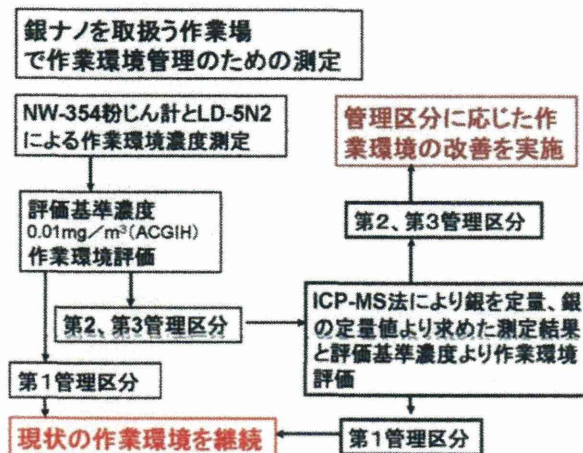 銀ナノを取扱う作業場
で作業環境管理のための測定
NW-354粉じん計とLD-5N2
による作業環境濃度測定
評価基準濃度
0.01mg/m³(ACGIH)
作業環境評価
第2、第3管理区分
第1管理区分
現状の作業環境を継続
管理区分に応じた作
業環境の改善を実施
第2、第3管理区分
ICP-MS法により銀を定量、銀
の定量値より求めた測定結果
と評価基準濃度より作業環境
評価
第1管理区分